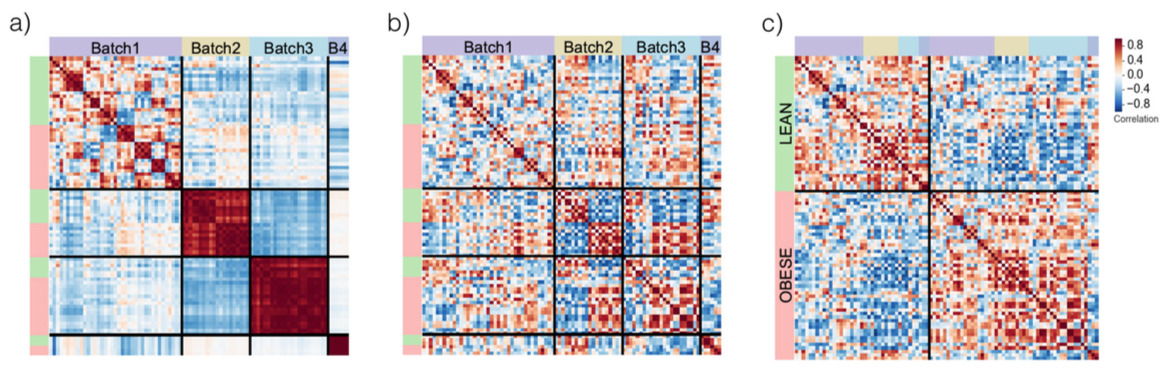 a)
Batch1 Batch2 Batch3 B4
b)
Batch1 Batch2 Batch3 B4
c)
LEAN
OBESE
0.8
0.4
0.0
−0.4
−0.8
Correlation